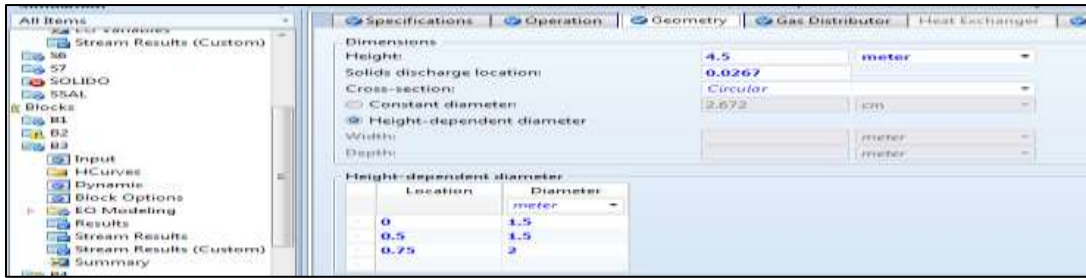 All Items
EO Variables
Stream Results (Custom)
S6
S7
SOLIDO
SSAL
Blocks
B1
B2
B3
Input
HCurves
Dynamic
Block Options
EO Modeling
Results
Stream Results
Stream Results (Custom)
Summary
B4
Specifications
Operation
Geometry
Gas Distributor
Heat Exchanger
Dimensions
Height: 4.5 meter
Solids discharge location: 0.0267
Cross-section: Circular
Constant diameter: 2.672 cm
Height-dependent diameter
Width: meter
Depth: meter
Height-dependent diameter
Location Diameter
meter
0 1.5
0.5 1.5
0.75 2